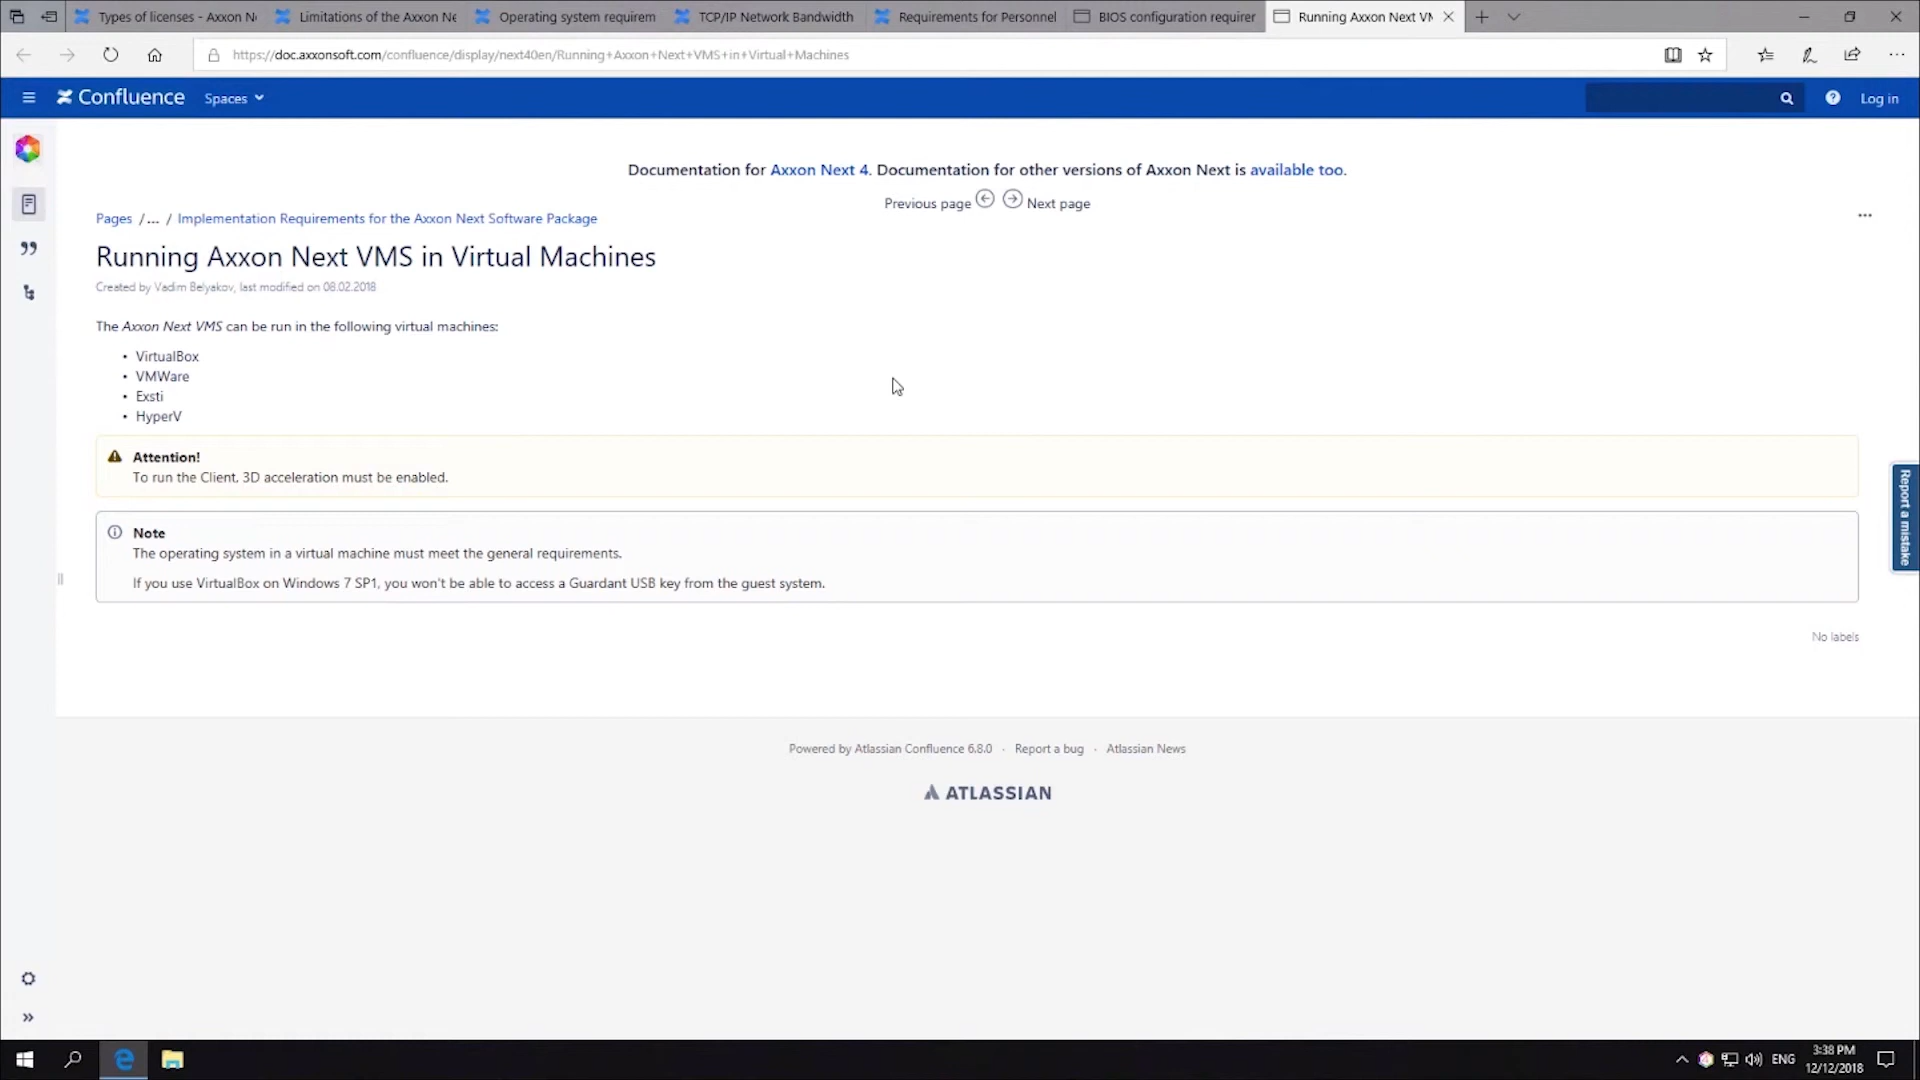 Types of licenses - Axxon N
Limitations of the Axxon Ne
Operating system requirem
TCP/IP Network Bandwidth
Requirements for Personnel
BIOS configuration requirer
Running Axxon Next VM
https://doc.axxonsoft.com/confluence/display/next40en/Running+Axxon+Next+VMS+in+Virtual+Machines
Confluence
Spaces
Log in
Documentation for Axxon Next 4. Documentation for other versions of Axxon Next is available too.
Previous page
Next page
Pages /... / Implementation Requirements for the Axxon Next Software Package
Running Axxon Next VMS in Virtual Machines
Created by Vadim Belyakov, last modified on 08.02.2018
The Axxon Next VMS can be run in the following virtual machines:
• VirtualBox
• VMWare
• Exsti
• HyperV
Attention!
To run the Client, 3D acceleration must be enabled.
Note
The operating system in a virtual machine must meet the general requirements.
If you use VirtualBox on Windows 7 SP1, you won't be able to access a Guardant USB key from the guest system.
Report a mistake
No labels
Powered by Atlassian Confluence 6.8.0 · Report a bug · Atlassian News
ATLASSIAN
ENG
3:38 PM
12/12/2018